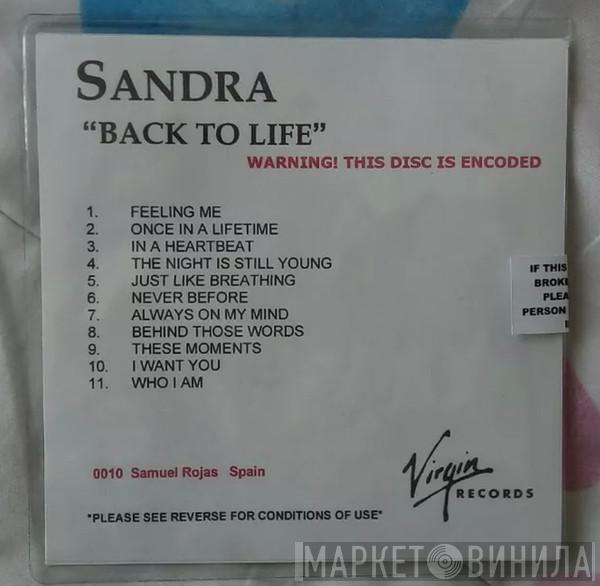 SANDRA
“BACK TO LIFE”
WARNING! THIS DISC IS ENCODED
1. FEELING ME
2. ONCE IN A LIFETIME
3. IN A HEARTBEAT
4. THE NIGHT IS STILL YOUNG
5. JUST LIKE BREATHING
6. NEVER BEFORE
7. ALWAYS ON MY MIND
8. BEHIND THOSE WORDS
9. THESE MOMENTS
10. I WANT YOU
11. WHO I AM
IF THIS
BROK
PLEA
PERSON
0010 Samuel Rojas Spain
Virgin
RECORDS
*PLEASE SEE REVERSE FOR CONDITIONS OF USE*
МАРКЕТ ВИНИЛА